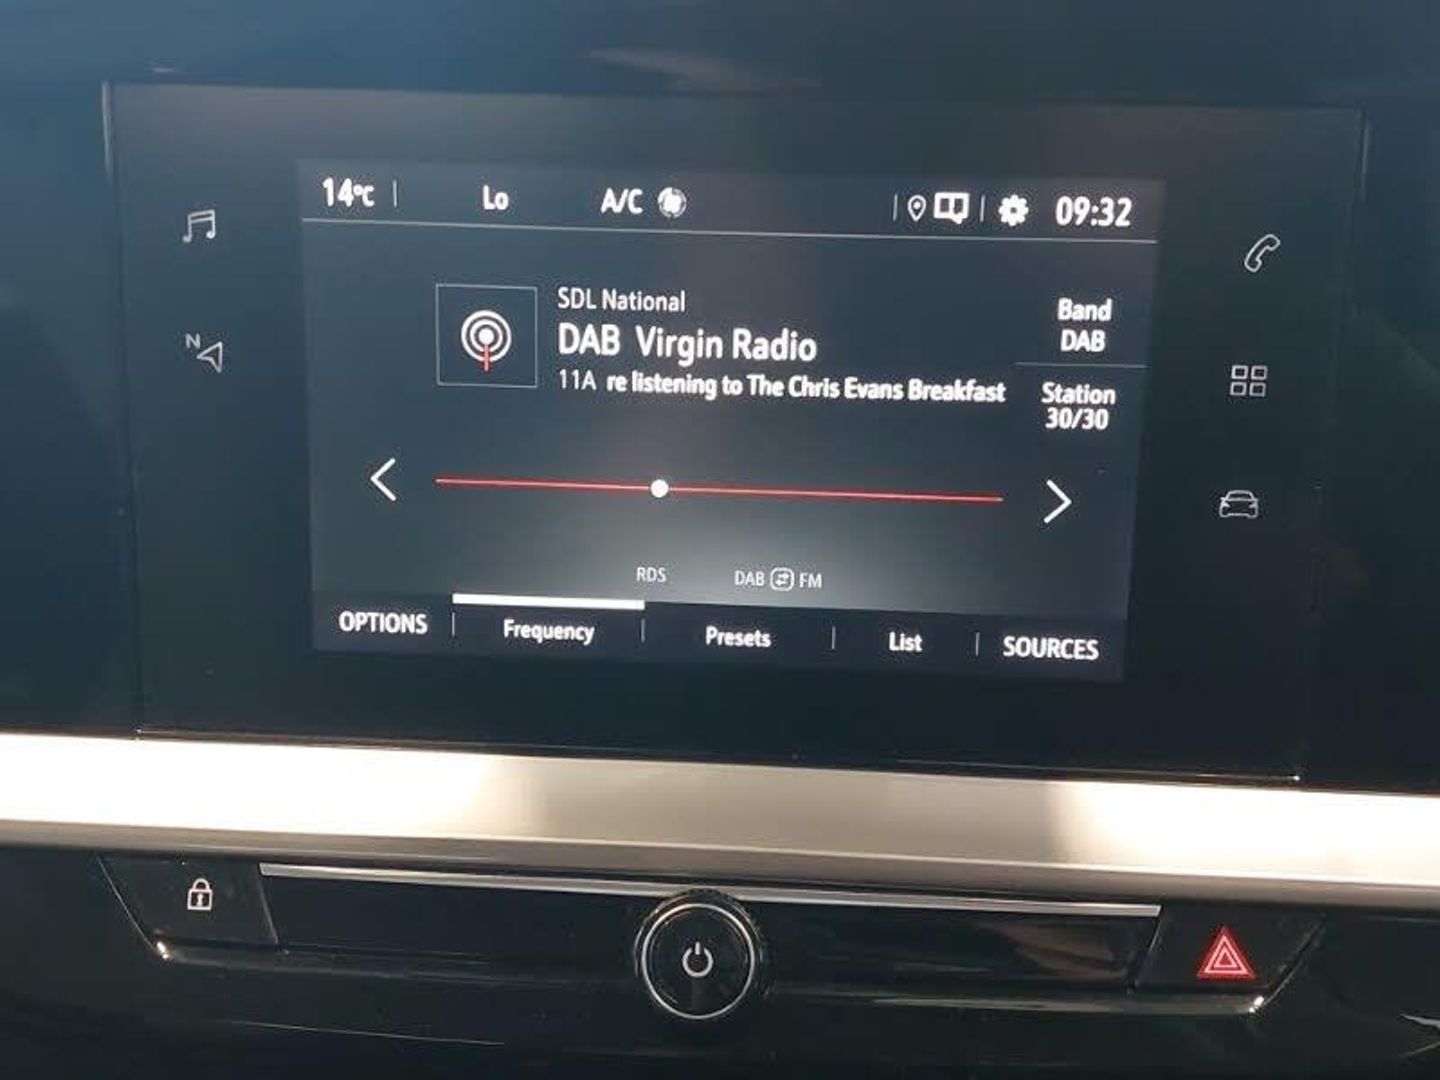 14°C Lo A/C 09:32
SDL National
DAB Virgin Radio
11A re listening to The Chris Evans Breakfast
Band
DAB
Station
30/30
N
RDS DAB FM
OPTIONS Frequency Presets List SOURCES